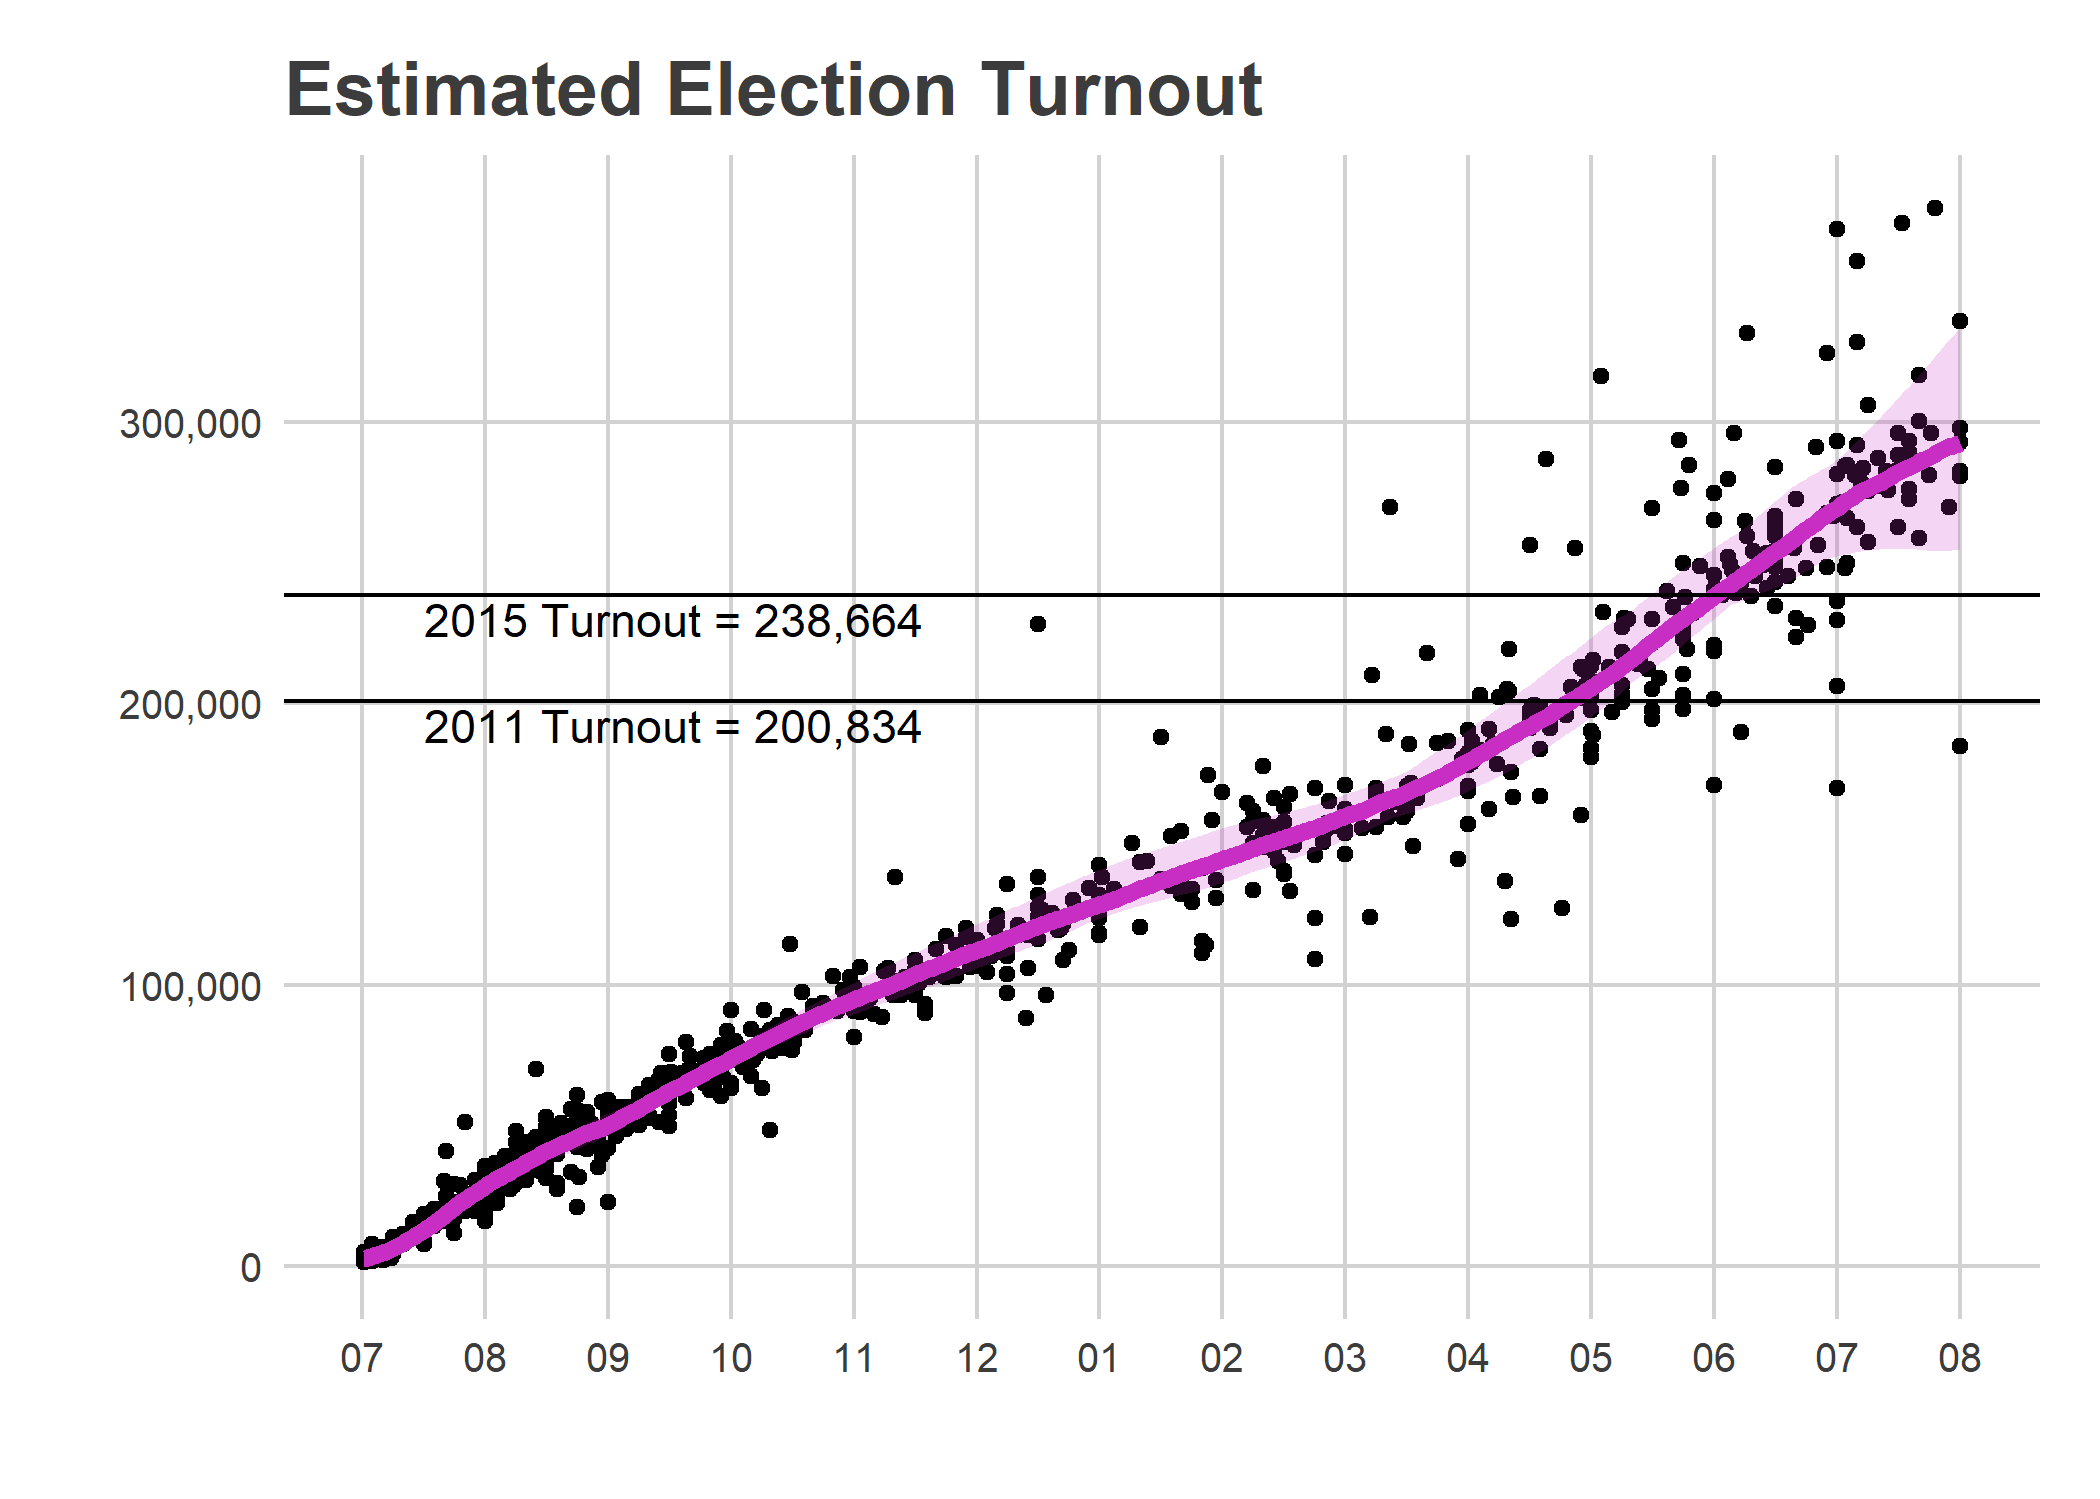 Estimated Election Turnout
300,000
2015 Turnout = 238,664
200,000
2011 Turnout = 200,834
100,000
0
07 08 09 10 11 12 01 02 03 04 05 06 07 08